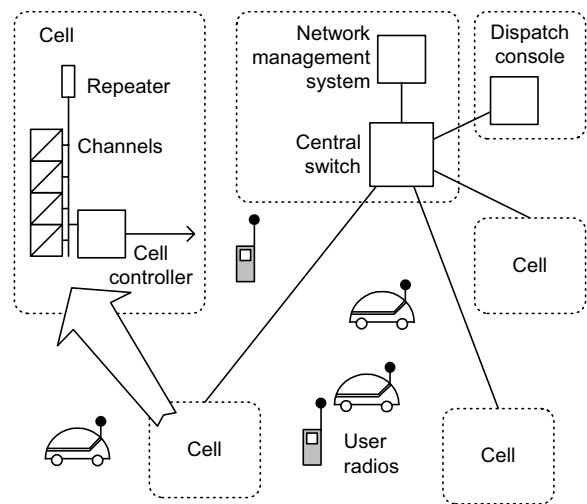 Cell
Repeater
Channels
Cell
controller
Network
management
system
Central
switch
Dispatch
console
Cell
User
radios
Cell
Cell